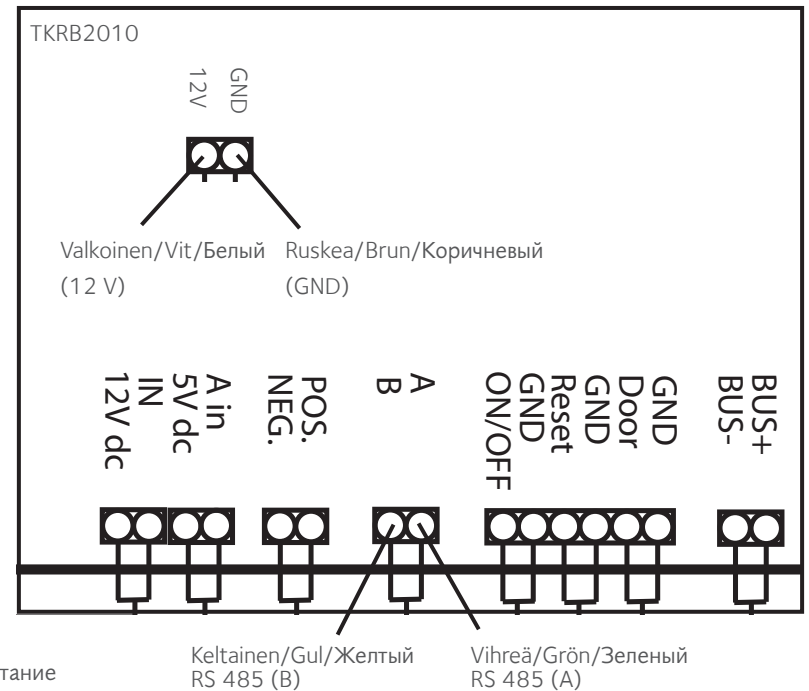 TKRB2010
12V
GND
Valkoinen/Vit/Белый
(12 V)
Ruskea/Brun/Коричневый
(GND)
12V dc
IN
5V dc
A in
NEG.
POS.
B
A
ON/OFF
GND
Reset
GND
Door
GND
BUS-
BUS+
Keltainen/Gul/Желтый
RS 485 (B)
Vihreä/Grön/Зеленый
RS 485 (A)
тание